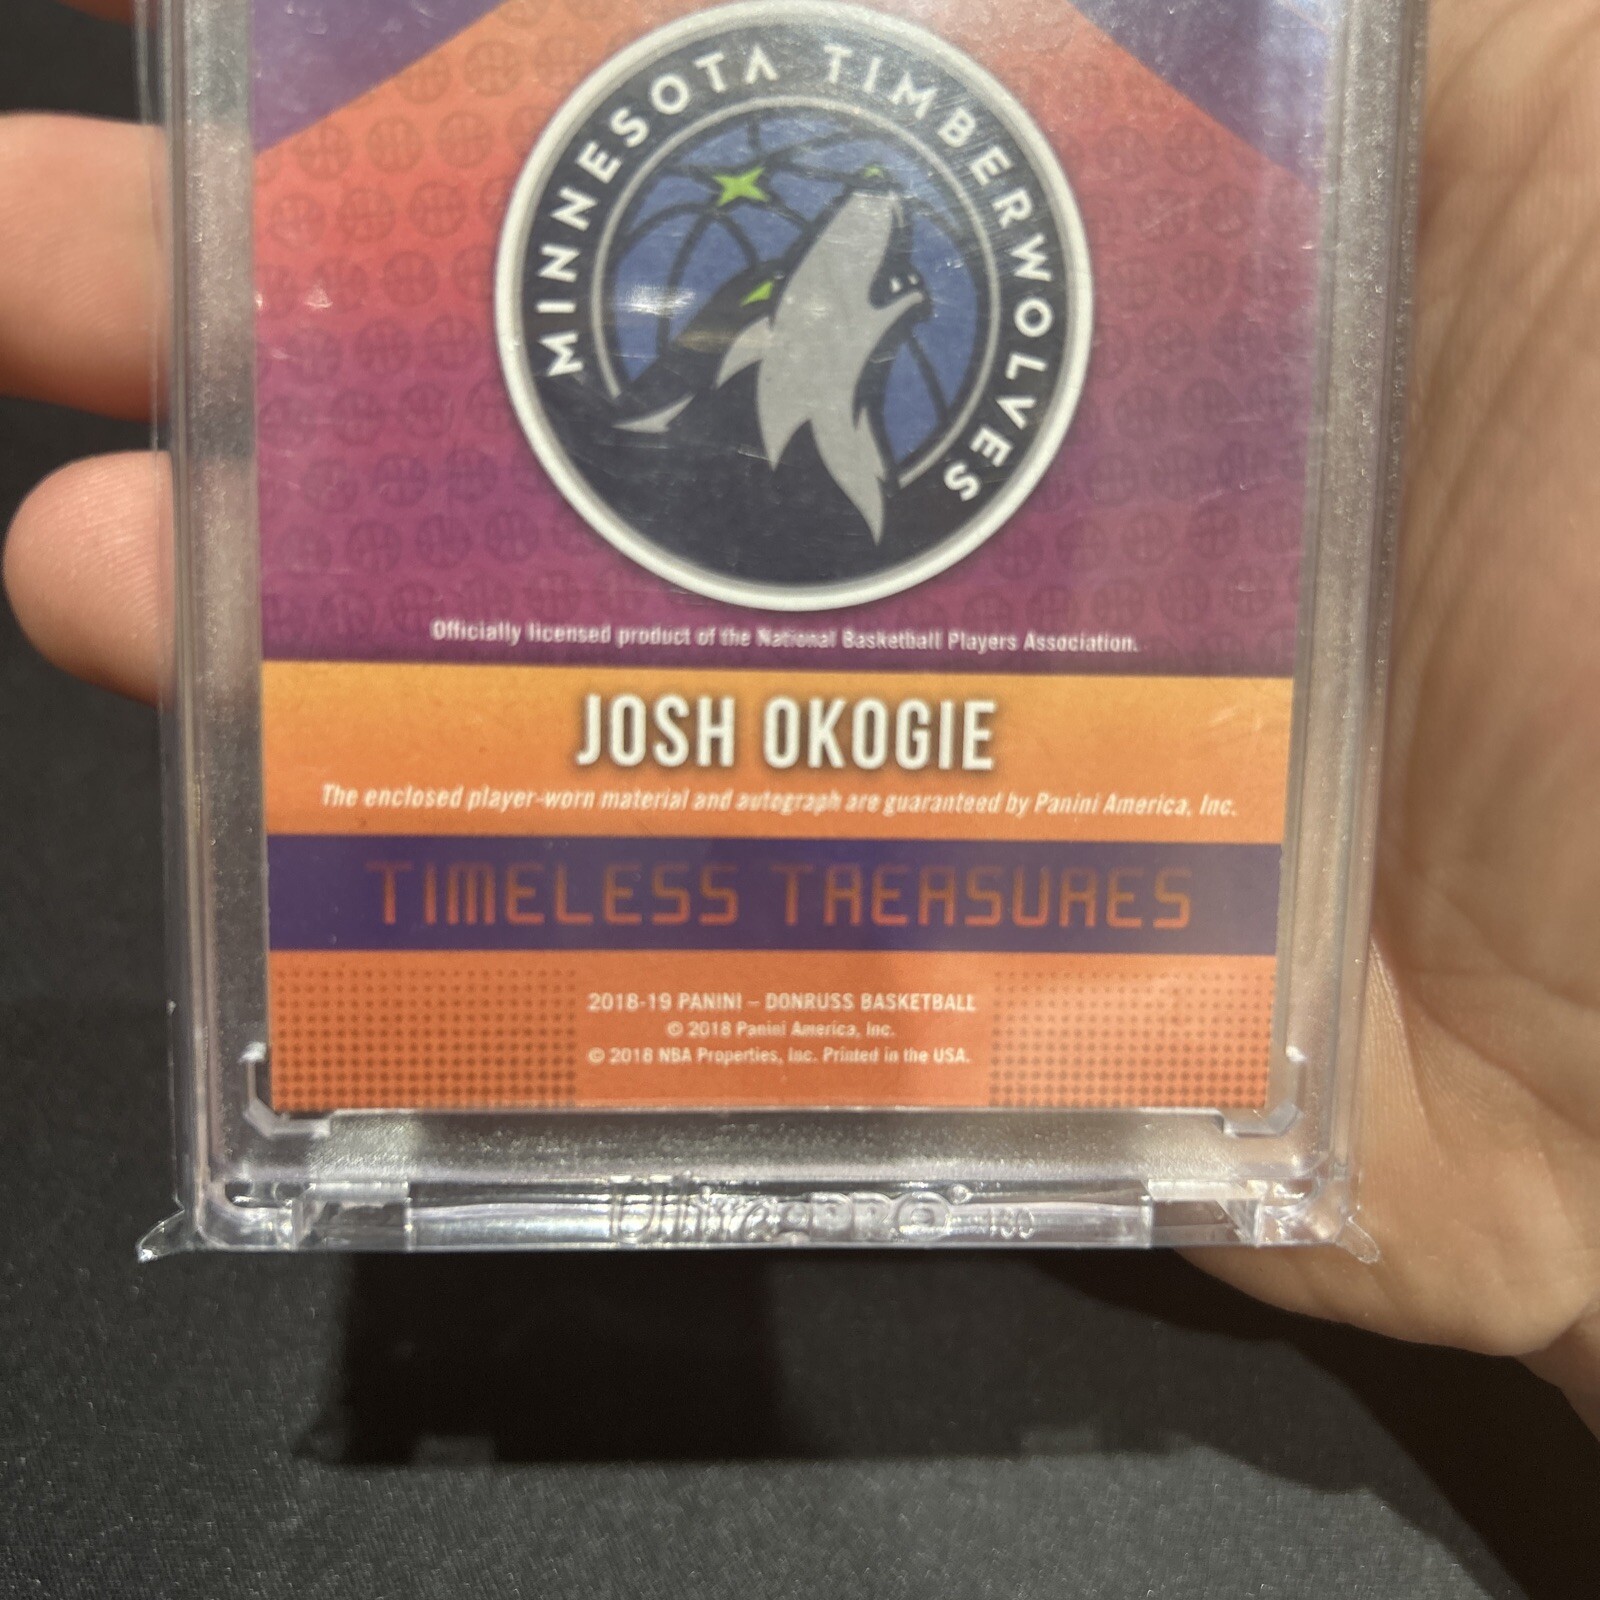 MINNESOTA TIMBERWOLVES
Officially licensed product of the National Basketball Players Association.
JOSH OKOGIE
The enclosed player-worn material and autograph are guaranteed by Panini America, Inc.
TIMELESS TREASURES
2018-19 PANINI – DONRUSS BASKETBALL
© 2018 Panini America, Inc.
© 2018 NBA Properties, Inc. Printed in the USA.
Ultra PRO®